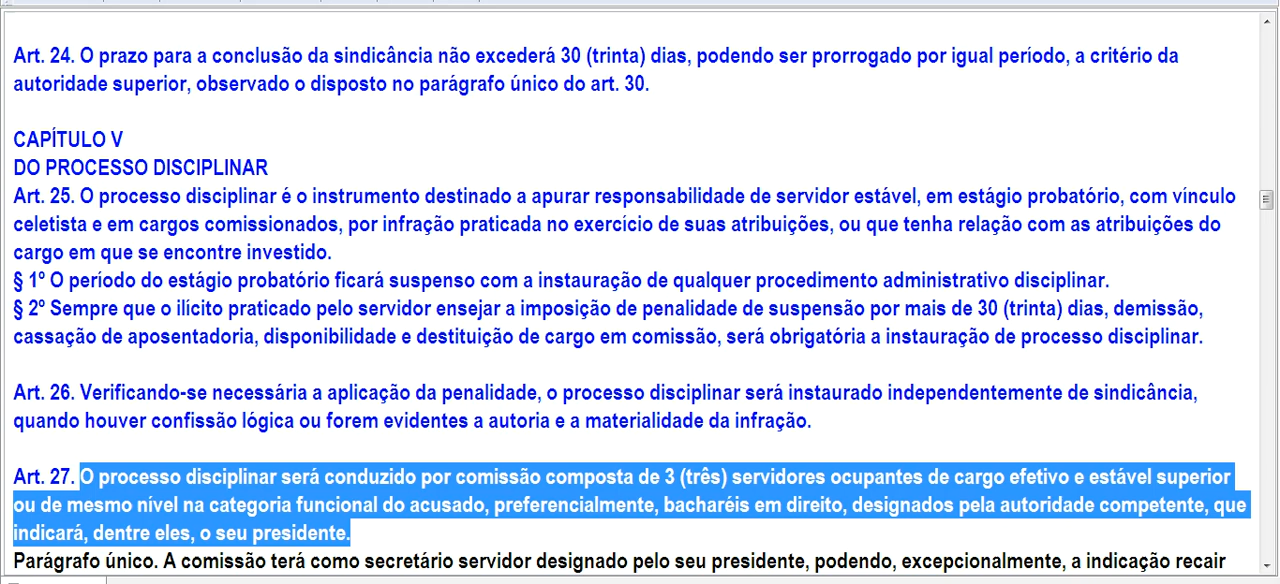 Art. 24. O prazo para a conclusão da sindicância não excederá 30 (trinta) dias, podendo ser prorrogado por igual período, a critério da
autoridade superior, observado o disposto no parágrafo único do art. 30.
CAPÍTULO V
DO PROCESSO DISCIPLINAR
Art. 25. O processo disciplinar é o instrumento destinado a apurar responsabilidade de servidor estável, em estágio probatório, com vínculo
celetista e em cargos comissionados, por infração praticada no exercício de suas atribuições, ou que tenha relação com as atribuições do
cargo em que se encontre investido.
§ 1º O período do estágio probatório ficará suspenso com a instauração de qualquer procedimento administrativo disciplinar.
§ 2º Sempre que o ilícito praticado pelo servidor ensejar a imposição de penalidade de suspensão por mais de 30 (trinta) dias, demissão,
cassação de aposentadoria, disponibilidade e destituição de cargo em comissão, será obrigatória a instauração de processo disciplinar.
Art. 26. Verificando-se necessária a aplicação da penalidade, o processo disciplinar será instaurado independentemente de sindicância,
quando houver confissão lógica ou forem evidentes a autoria e a materialidade da infração.
Art. 27. O processo disciplinar será conduzido por comissão composta de 3 (três) servidores ocupantes de cargo efetivo e estável superior
ou de mesmo nível na categoria funcional do acusado, preferencialmente, bacharéis em direito, designados pela autoridade competente, que
indicará, dentre eles, o seu presidente.
Parágrafo único. A comissão terá como secretário servidor designado pelo seu presidente, podendo, excepcionalmente, a indicação recair